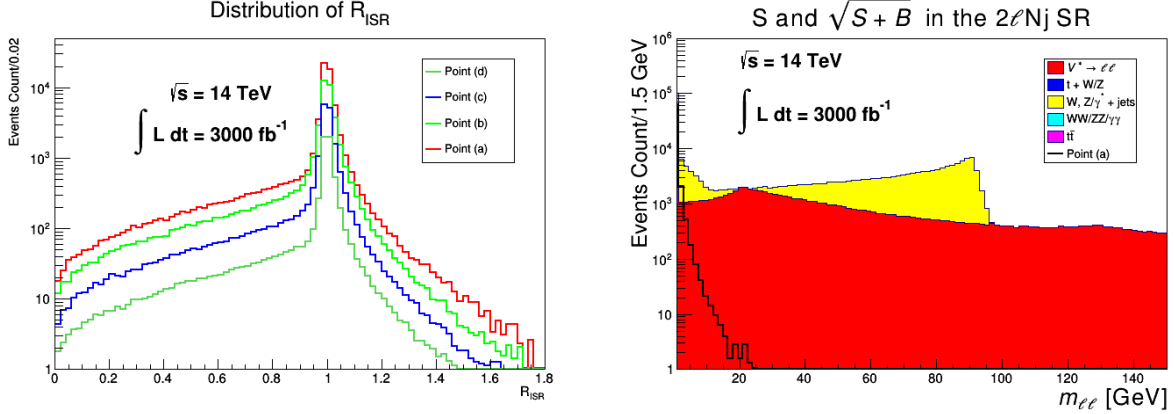 Distribution of R_ISR
Events Count/0.02
10⁴
10³
10²
10
1
√s = 14 TeV
∫ L dt = 3000 fb⁻¹
Point (d)
Point (c)
Point (b)
Point (a)
0 0.2 0.4 0.6 0.8 1 1.2 1.4 1.6 1.8
R_ISR
S and √S + B in the 2ℓNj SR
Events Count/1.5 GeV
10⁶
10⁵
10⁴
10³
10²
10
1
√s = 14 TeV
∫ L dt = 3000 fb⁻¹
V* → ℓℓ
t + W/Z
W, Z/γ* + jets
WW/ZZ/γγ
tt̄
Point (a)
20 40 60 80 100 120 140
m_ℓℓ [GeV]